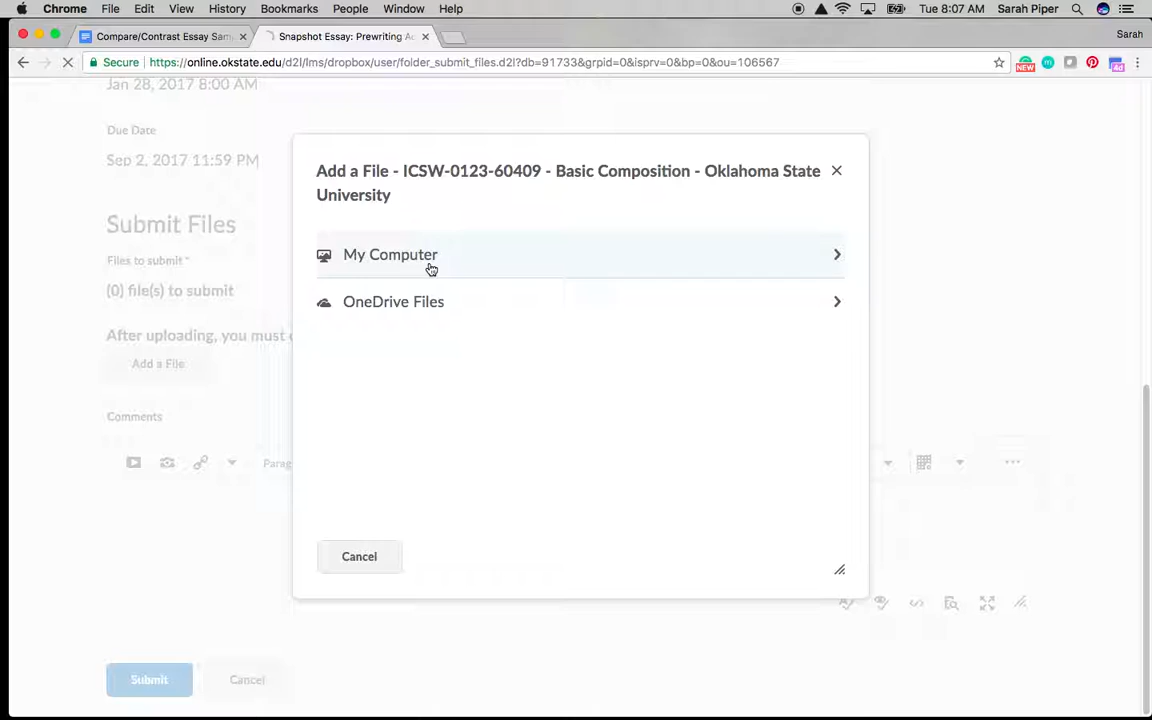 Chrome File Edit View History Bookmarks People Window Help Tue 8:07 AM Sarah Piper
Compare/Contrast Essay Sam
Snapshot Essay: Prewriting Ac
Sarah
Secure https://online.okstate.edu/d2l/lms/dropbox/user/folder_submit_files.d2l?db=91733&grpid=0&isprv=0&bp=0&ou=106567
NEW
Jan 28, 2017 8:00 AM
Due Date
Sep 2, 2017 11:59 PM
Add a File - ICSW-0123-60409 - Basic Composition - Oklahoma State
University
Submit Files
Files to submit *
(0) file(s) to submit
My Computer
OneDrive Files
After uploading, you must
Add a File
Comments
Parag
Cancel
Submit
Cancel